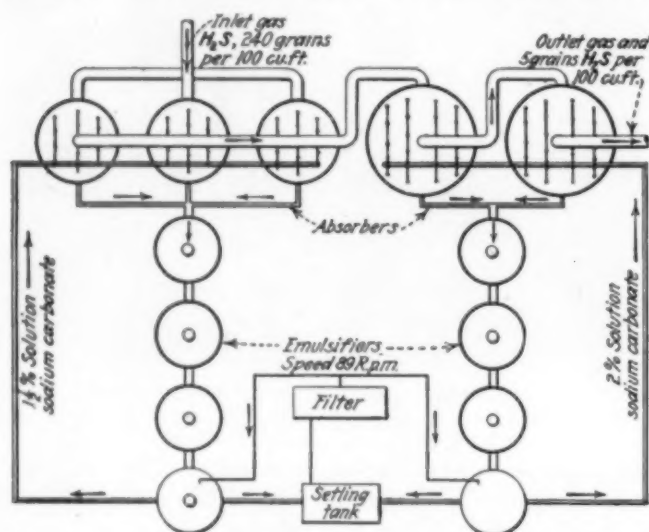 Inlet gas
H₂S, 240 grains
per 100 cu.ft.
Outlet gas and
5 grains H₂S per
100 cu.ft.
Absorbers
1½% Solution
sodium carbonate
Emulsifiers
Speed 89 R.p.m.
2% Solution
sodium carbonate
Filter
Setling
tank